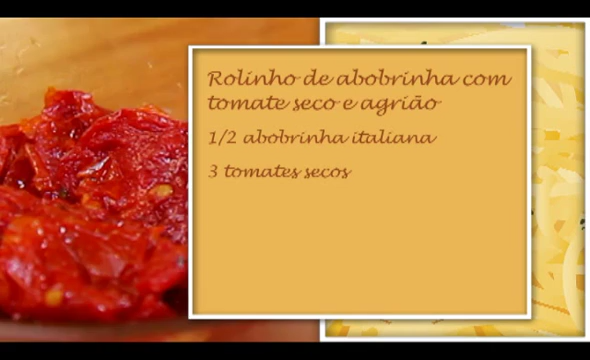 Rolinho de abobrinha com
tomate seco e agrião
1/2 abobrinha italiana
3 tomates secos